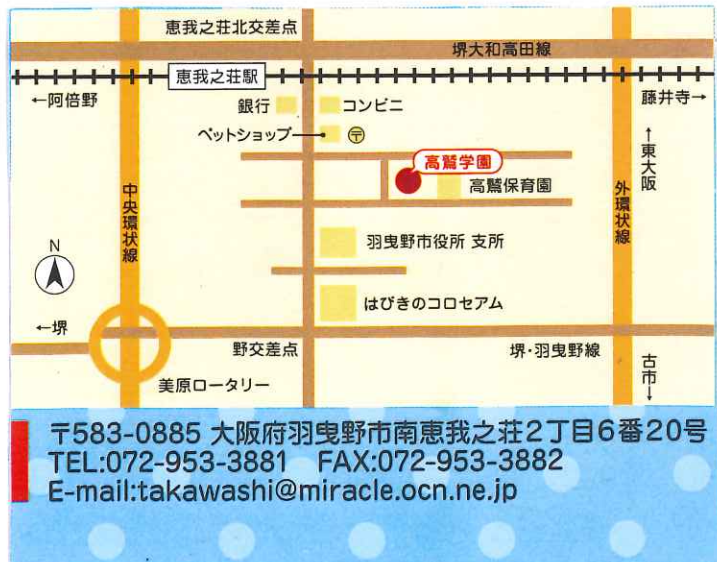 恵我之荘北交差点
堺大和高田線
恵我之荘駅
←阿倍野
藤井寺→
銀行
コンビニ
ペットショップ
〒
高鷲学園
高鷲保育園
↑東大阪
中央環状線
外環状線
N
羽曳野市役所 支所
はびきのコロセアム
←堺
野交差点
堺・羽曳野線
美原ロータリー
古市↓
〒583-0885 大阪府羽曳野市南恵我之荘2丁目6番20号
TEL:072-953-3881 FAX:072-953-3882
E-mail:takawashi@miracle.ocn.ne.jp